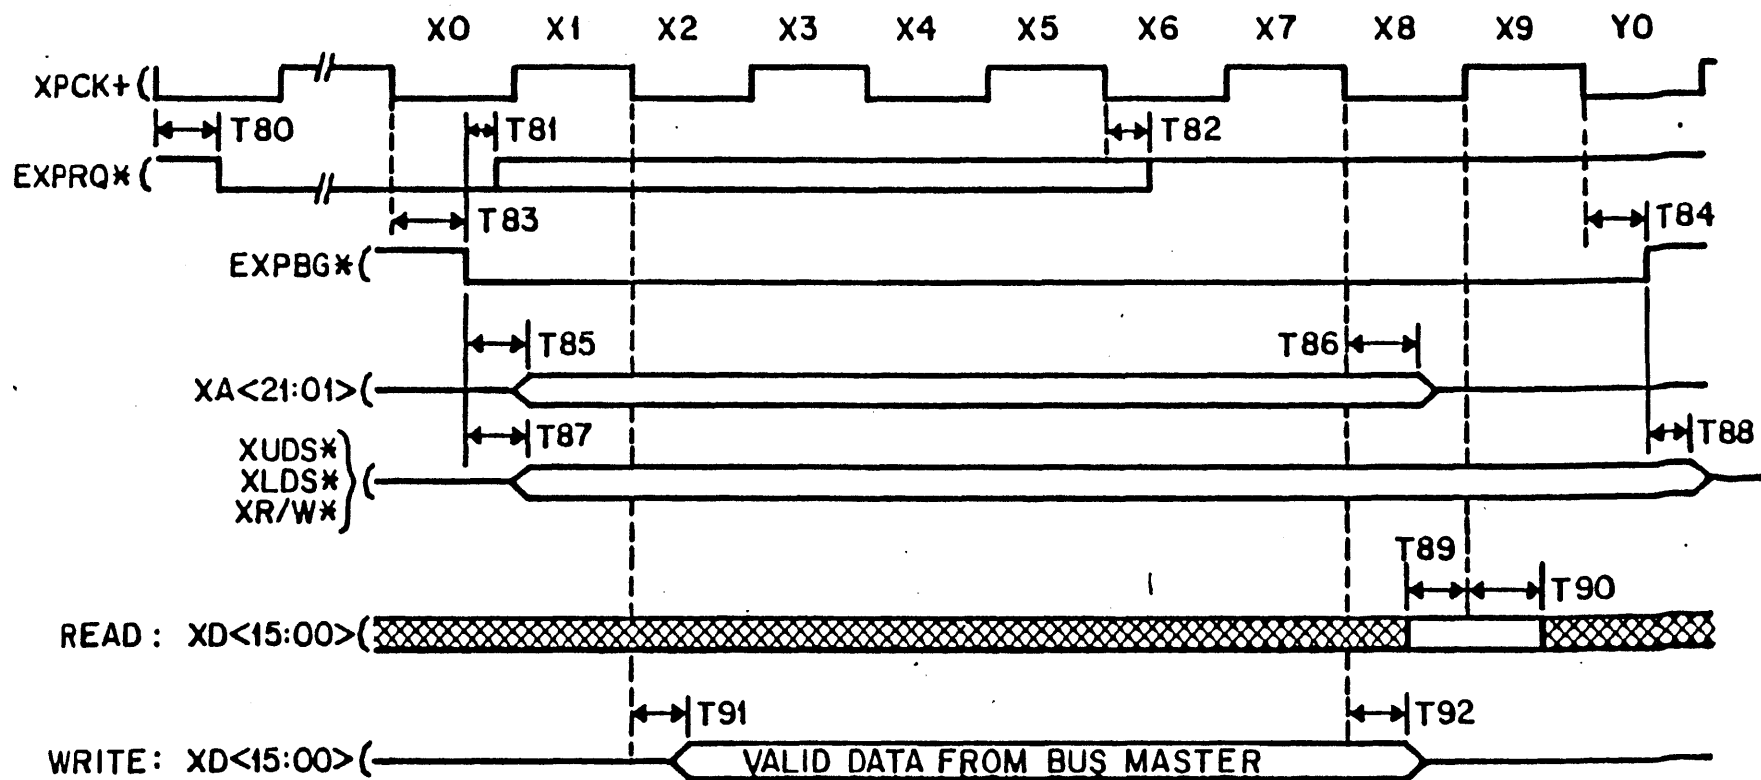 X0 X1 X2 X3 X4 X5 X6 X7 X8 X9 Y0
XPCK+(
T80 T81 T82
EXPRQ*(
T83 T84
EXPBG*(
T85 T86
XA<21:01>(
T87 T88
XUDS*
XLDS*
XR/W*
T89
T90
READ: XD<15:00>(
T91 T92
WRITE: XD<15:00>( VALID DATA FROM BUS MASTER